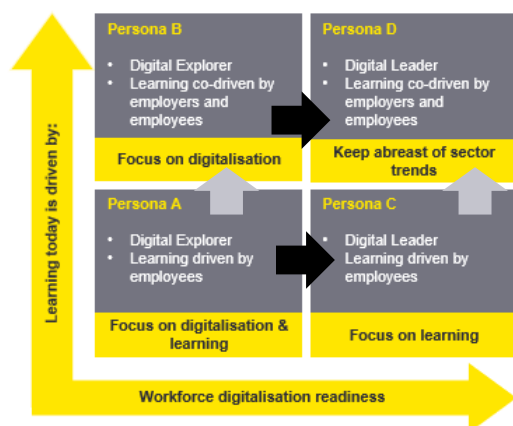 Learning today is driven by:
Persona B
• Digital Explorer
• Learning co-driven by
employers and
employees
Focus on digitalisation
Persona D
• Digital Leader
• Learning co-driven by
employers and
employees
Keep abreast of sector
trends
Persona A
• Digital Explorer
• Learning driven by
employees
Focus on digitalisation &
learning
Persona C
• Digital Leader
• Learning driven by
employees
Focus on learning
Workforce digitalisation readiness